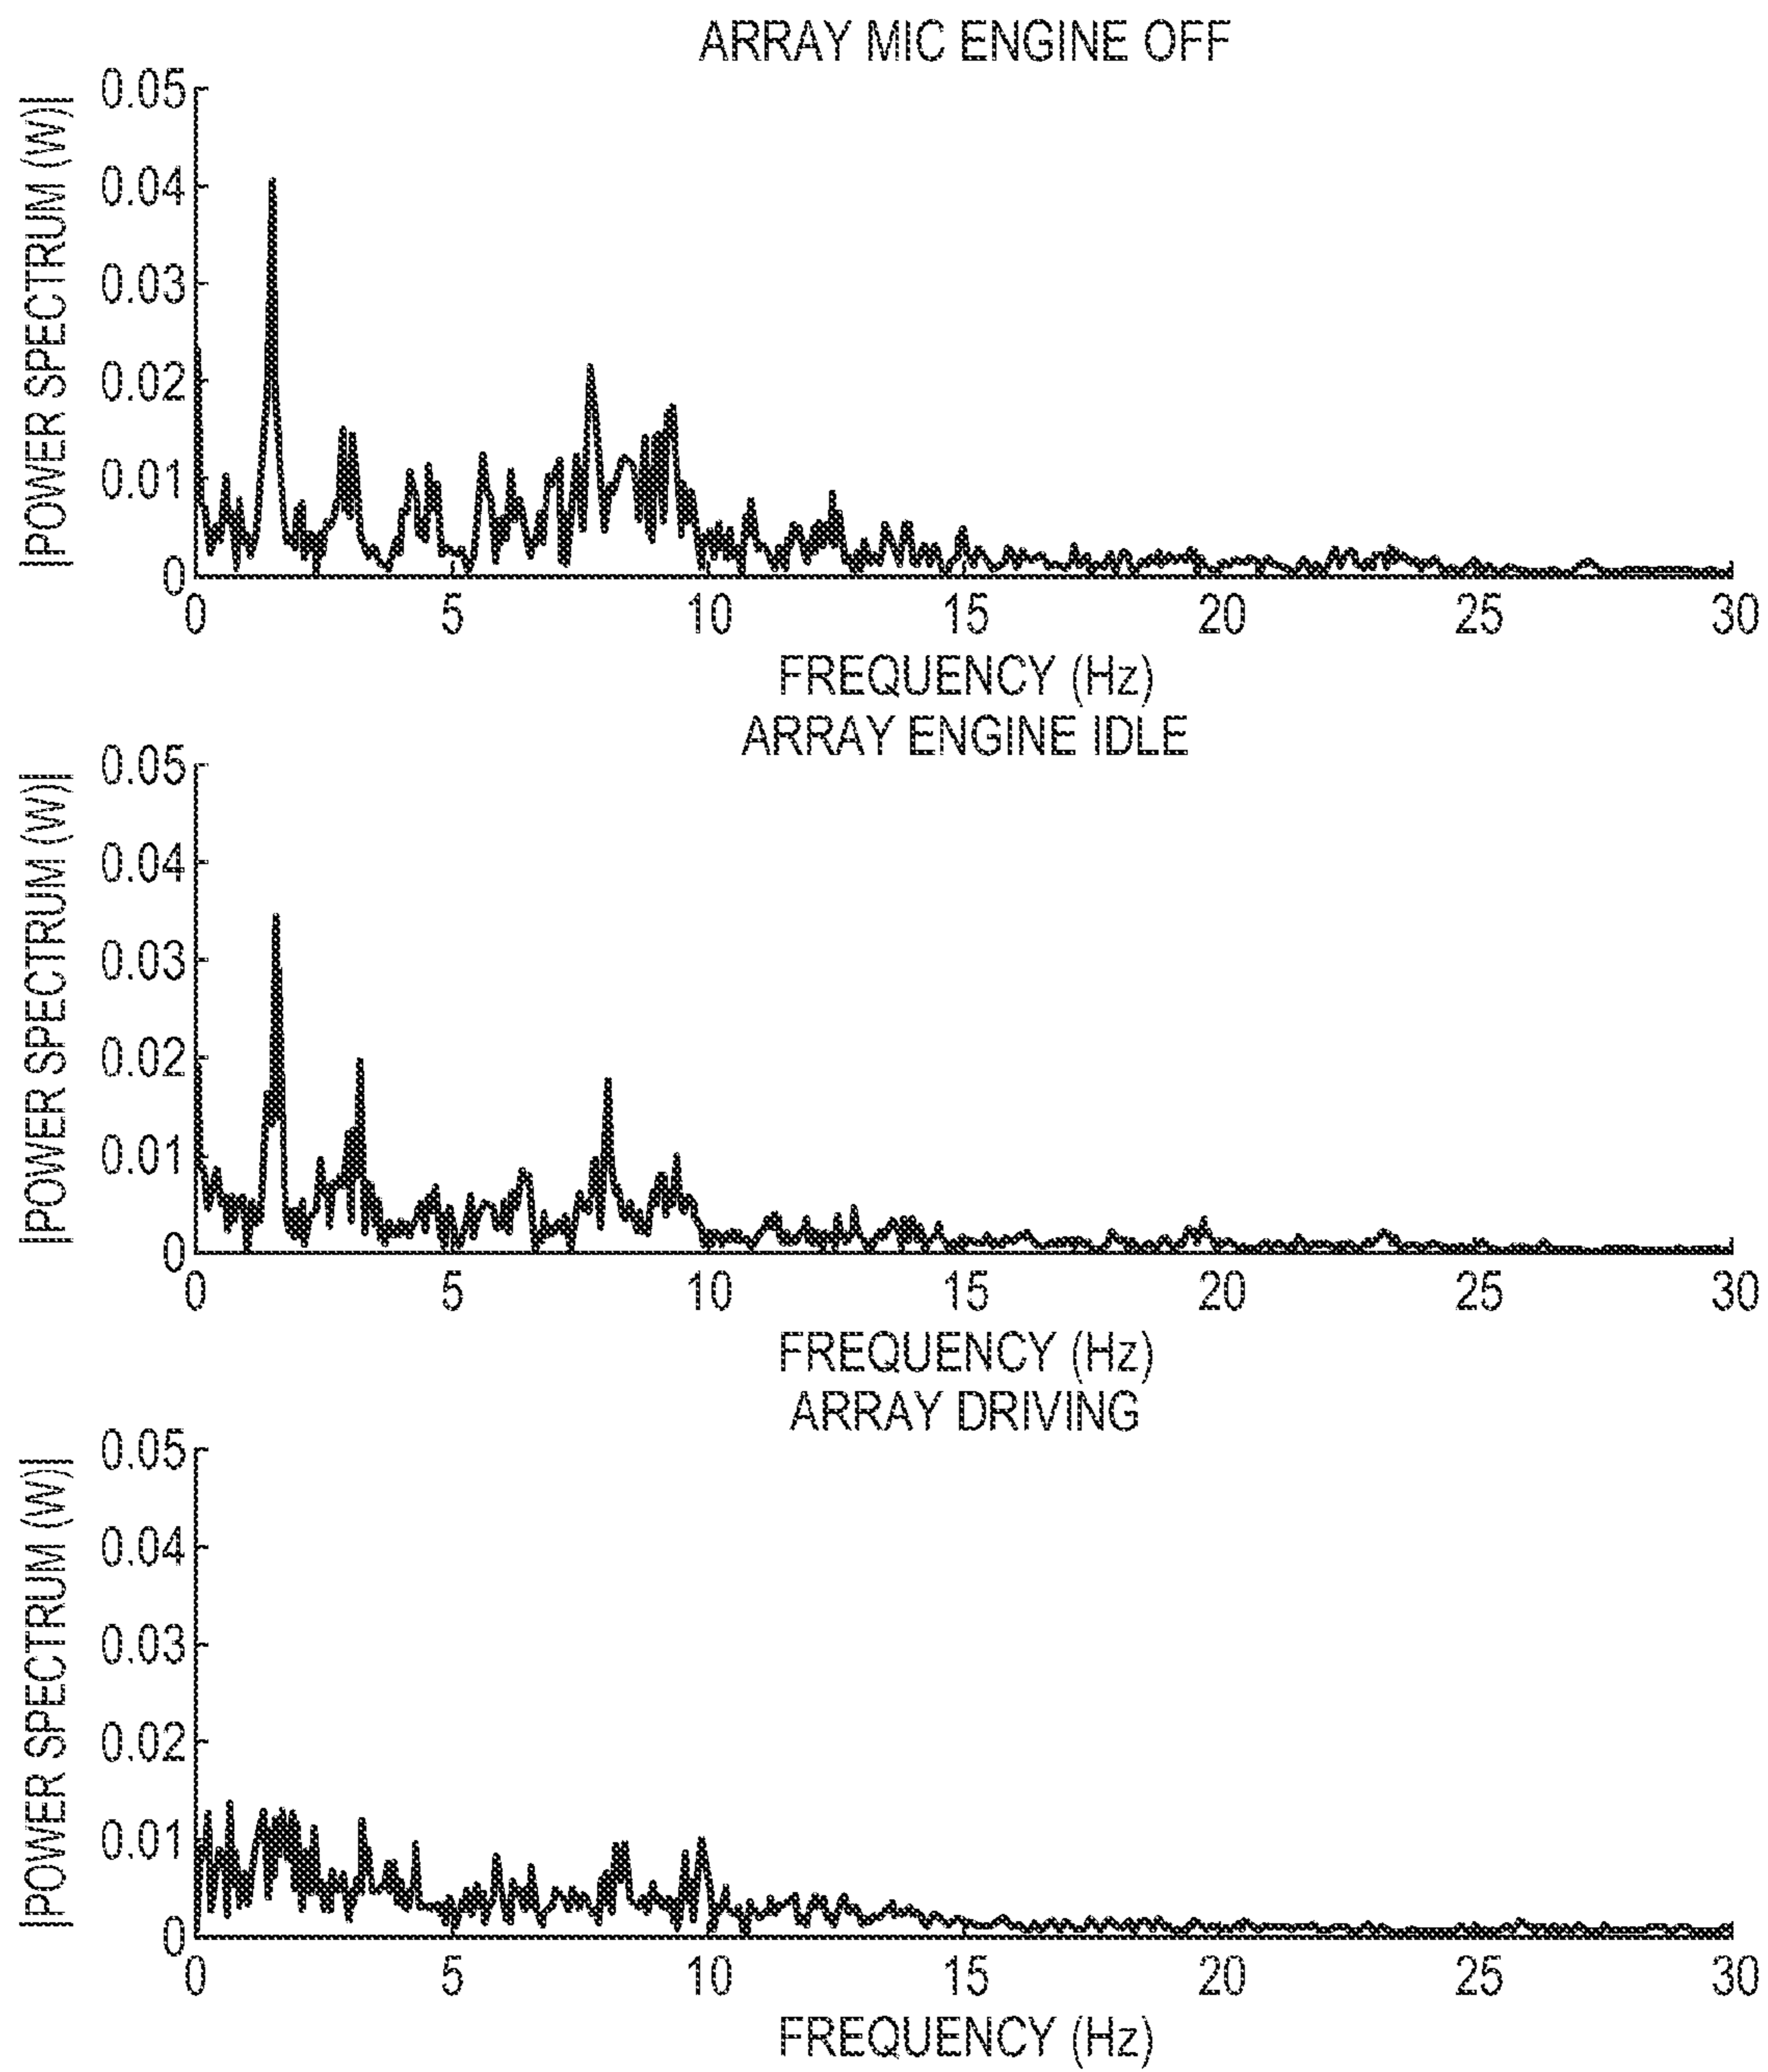 ARRAY MIC ENGINE OFF
|POWER SPECTRUM (W)|
0.05
0.04
0.03
0.02
0.01
0
0 5 10 15 20 25 30
FREQUENCY (Hz)
ARRAY ENGINE IDLE
|POWER SPECTRUM (W)|
0.05
0.04
0.03
0.02
0.01
0
0 5 10 15 20 25 30
FREQUENCY (Hz)
ARRAY DRIVING
|POWER SPECTRUM (W)|
0.05
0.04
0.03
0.02
0.01
0
0 5 10 15 20 25 30
FREQUENCY (Hz)